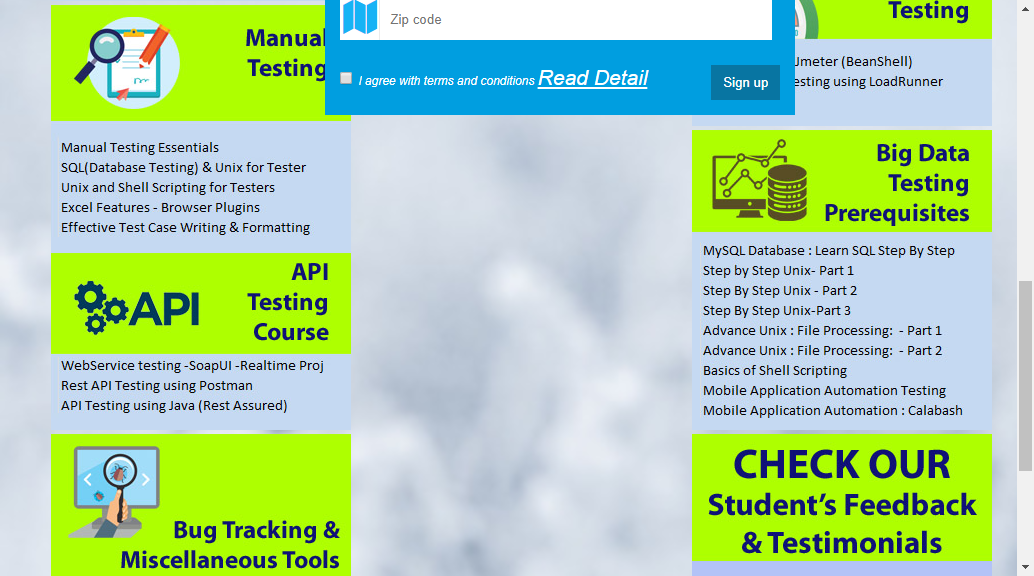 Manual
Testing
Manual Testing Essentials
SQL(Database Testing) & Unix for Tester
Unix and Shell Scripting for Testers
Excel Features - Browser Plugins
Effective Test Case Writing & Formatting
API
API
Testing
Course
WebService testing -SoapUI -Realtime Proj
Rest API Testing using Postman
API Testing using Java (Rest Assured)
Bug Tracking &
Miscellaneous Tools
Zip code
I agree with terms and conditions Read Detail
Sign up
Testing
Jmeter (BeanShell)
esting using LoadRunner
Big Data
Testing
Prerequisites
MySQL Database : Learn SQL Step By Step
Step by Step Unix- Part 1
Step By Step Unix - Part 2
Step By Step Unix-Part 3
Advance Unix : File Processing:  - Part 1
Advance Unix : File Processing:  - Part 2
Basics of Shell Scripting
Mobile Application Automation Testing
Mobile Application Automation : Calabash
CHECK OUR
Student’s Feedback
& Testimonials